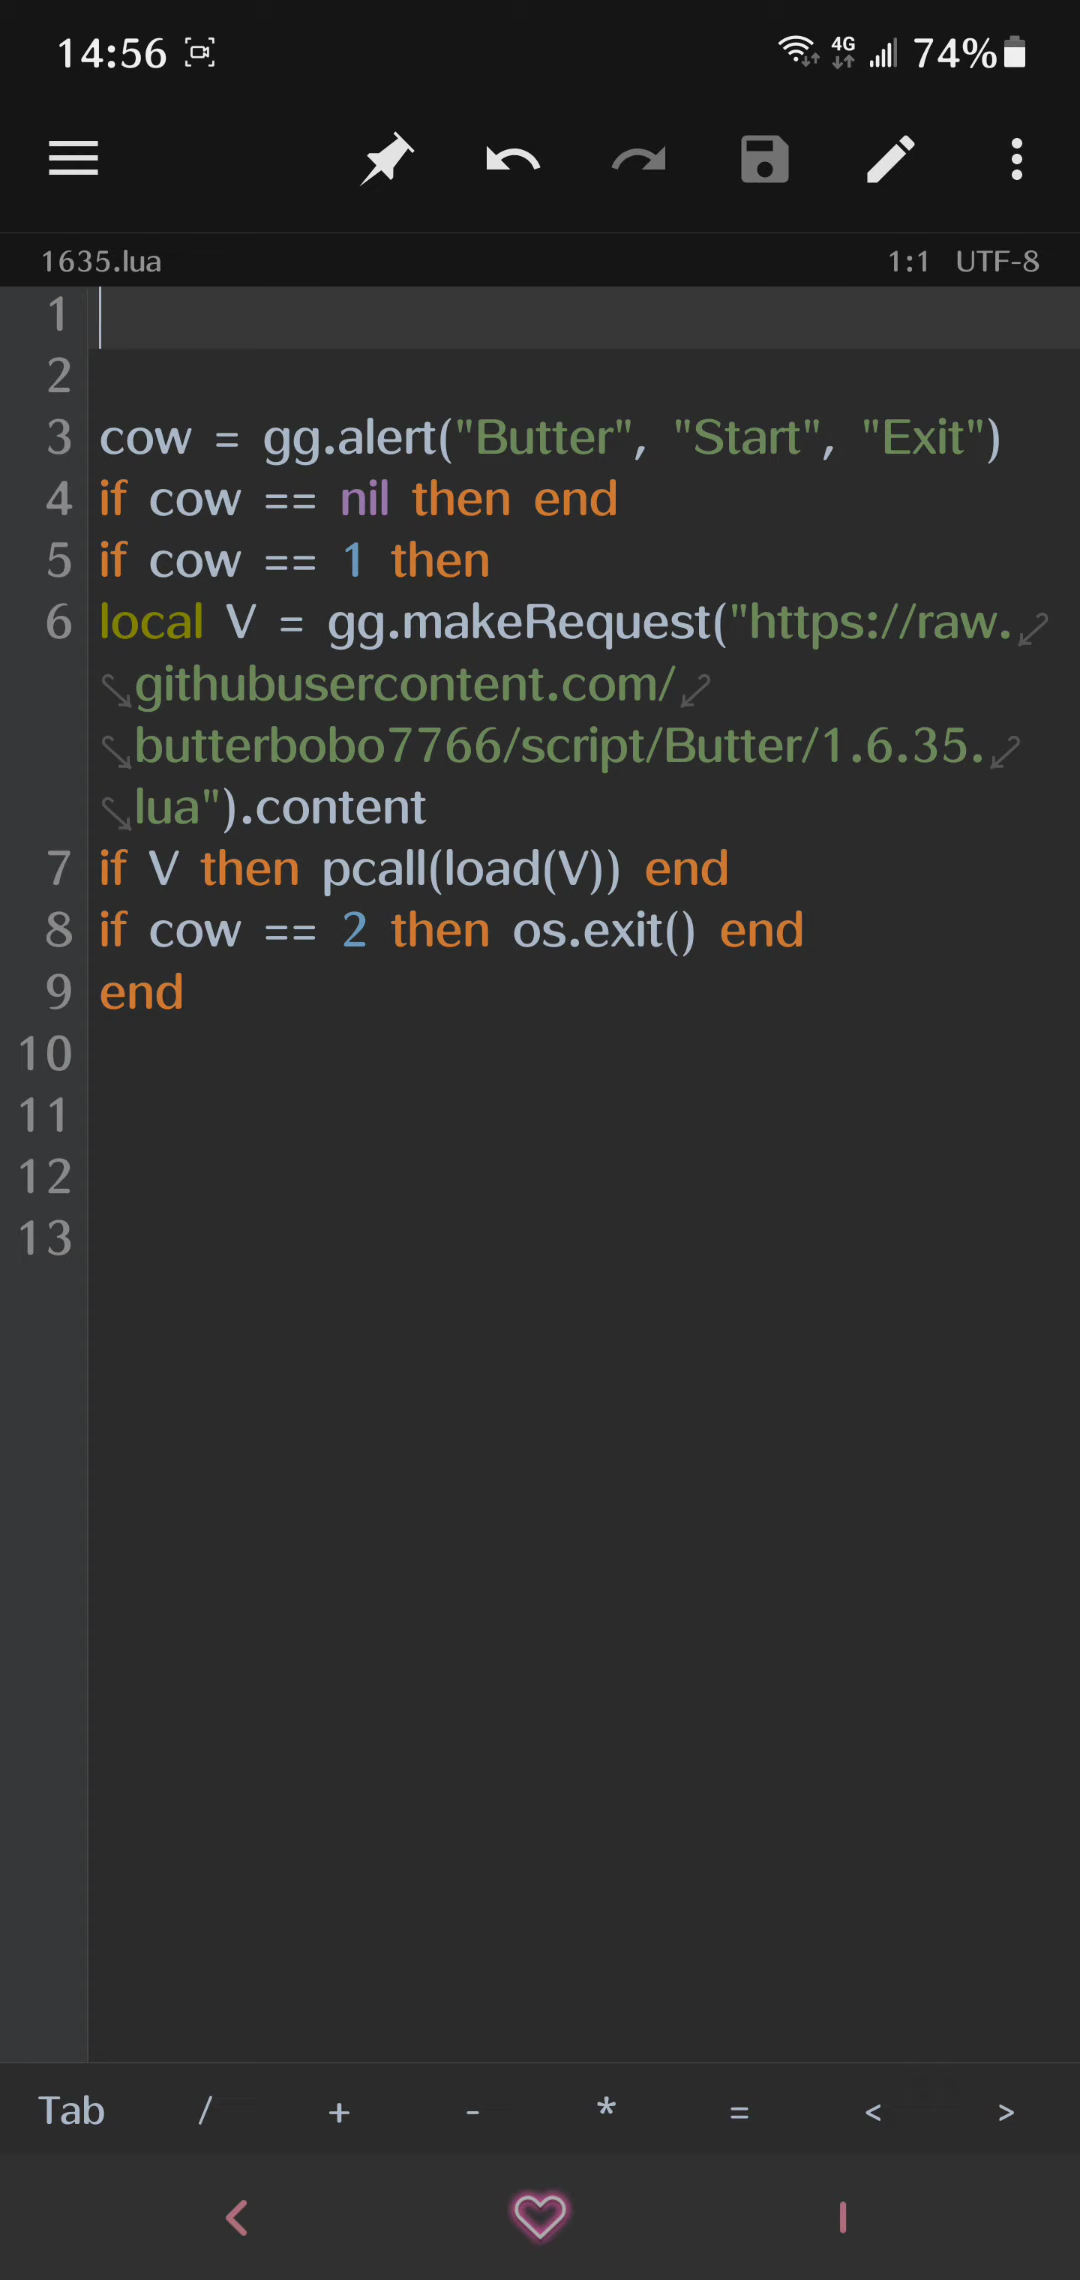 14:56 4G 74%
1635.lua 1:1 UTF-8
1
2
3 cow = gg.alert("Butter", "Start", "Exit")
4 if cow == nil then end
5 if cow == 1 then
6 local V = gg.makeRequest("https://raw.
githubusercontent.com/
butterbobo7766/script/Butter/1.6.35.
lua").content
7 if V then pcall(load(V)) end
8 if cow == 2 then os.exit() end
9 end
10
11
12
13
Tab / + - * = < >